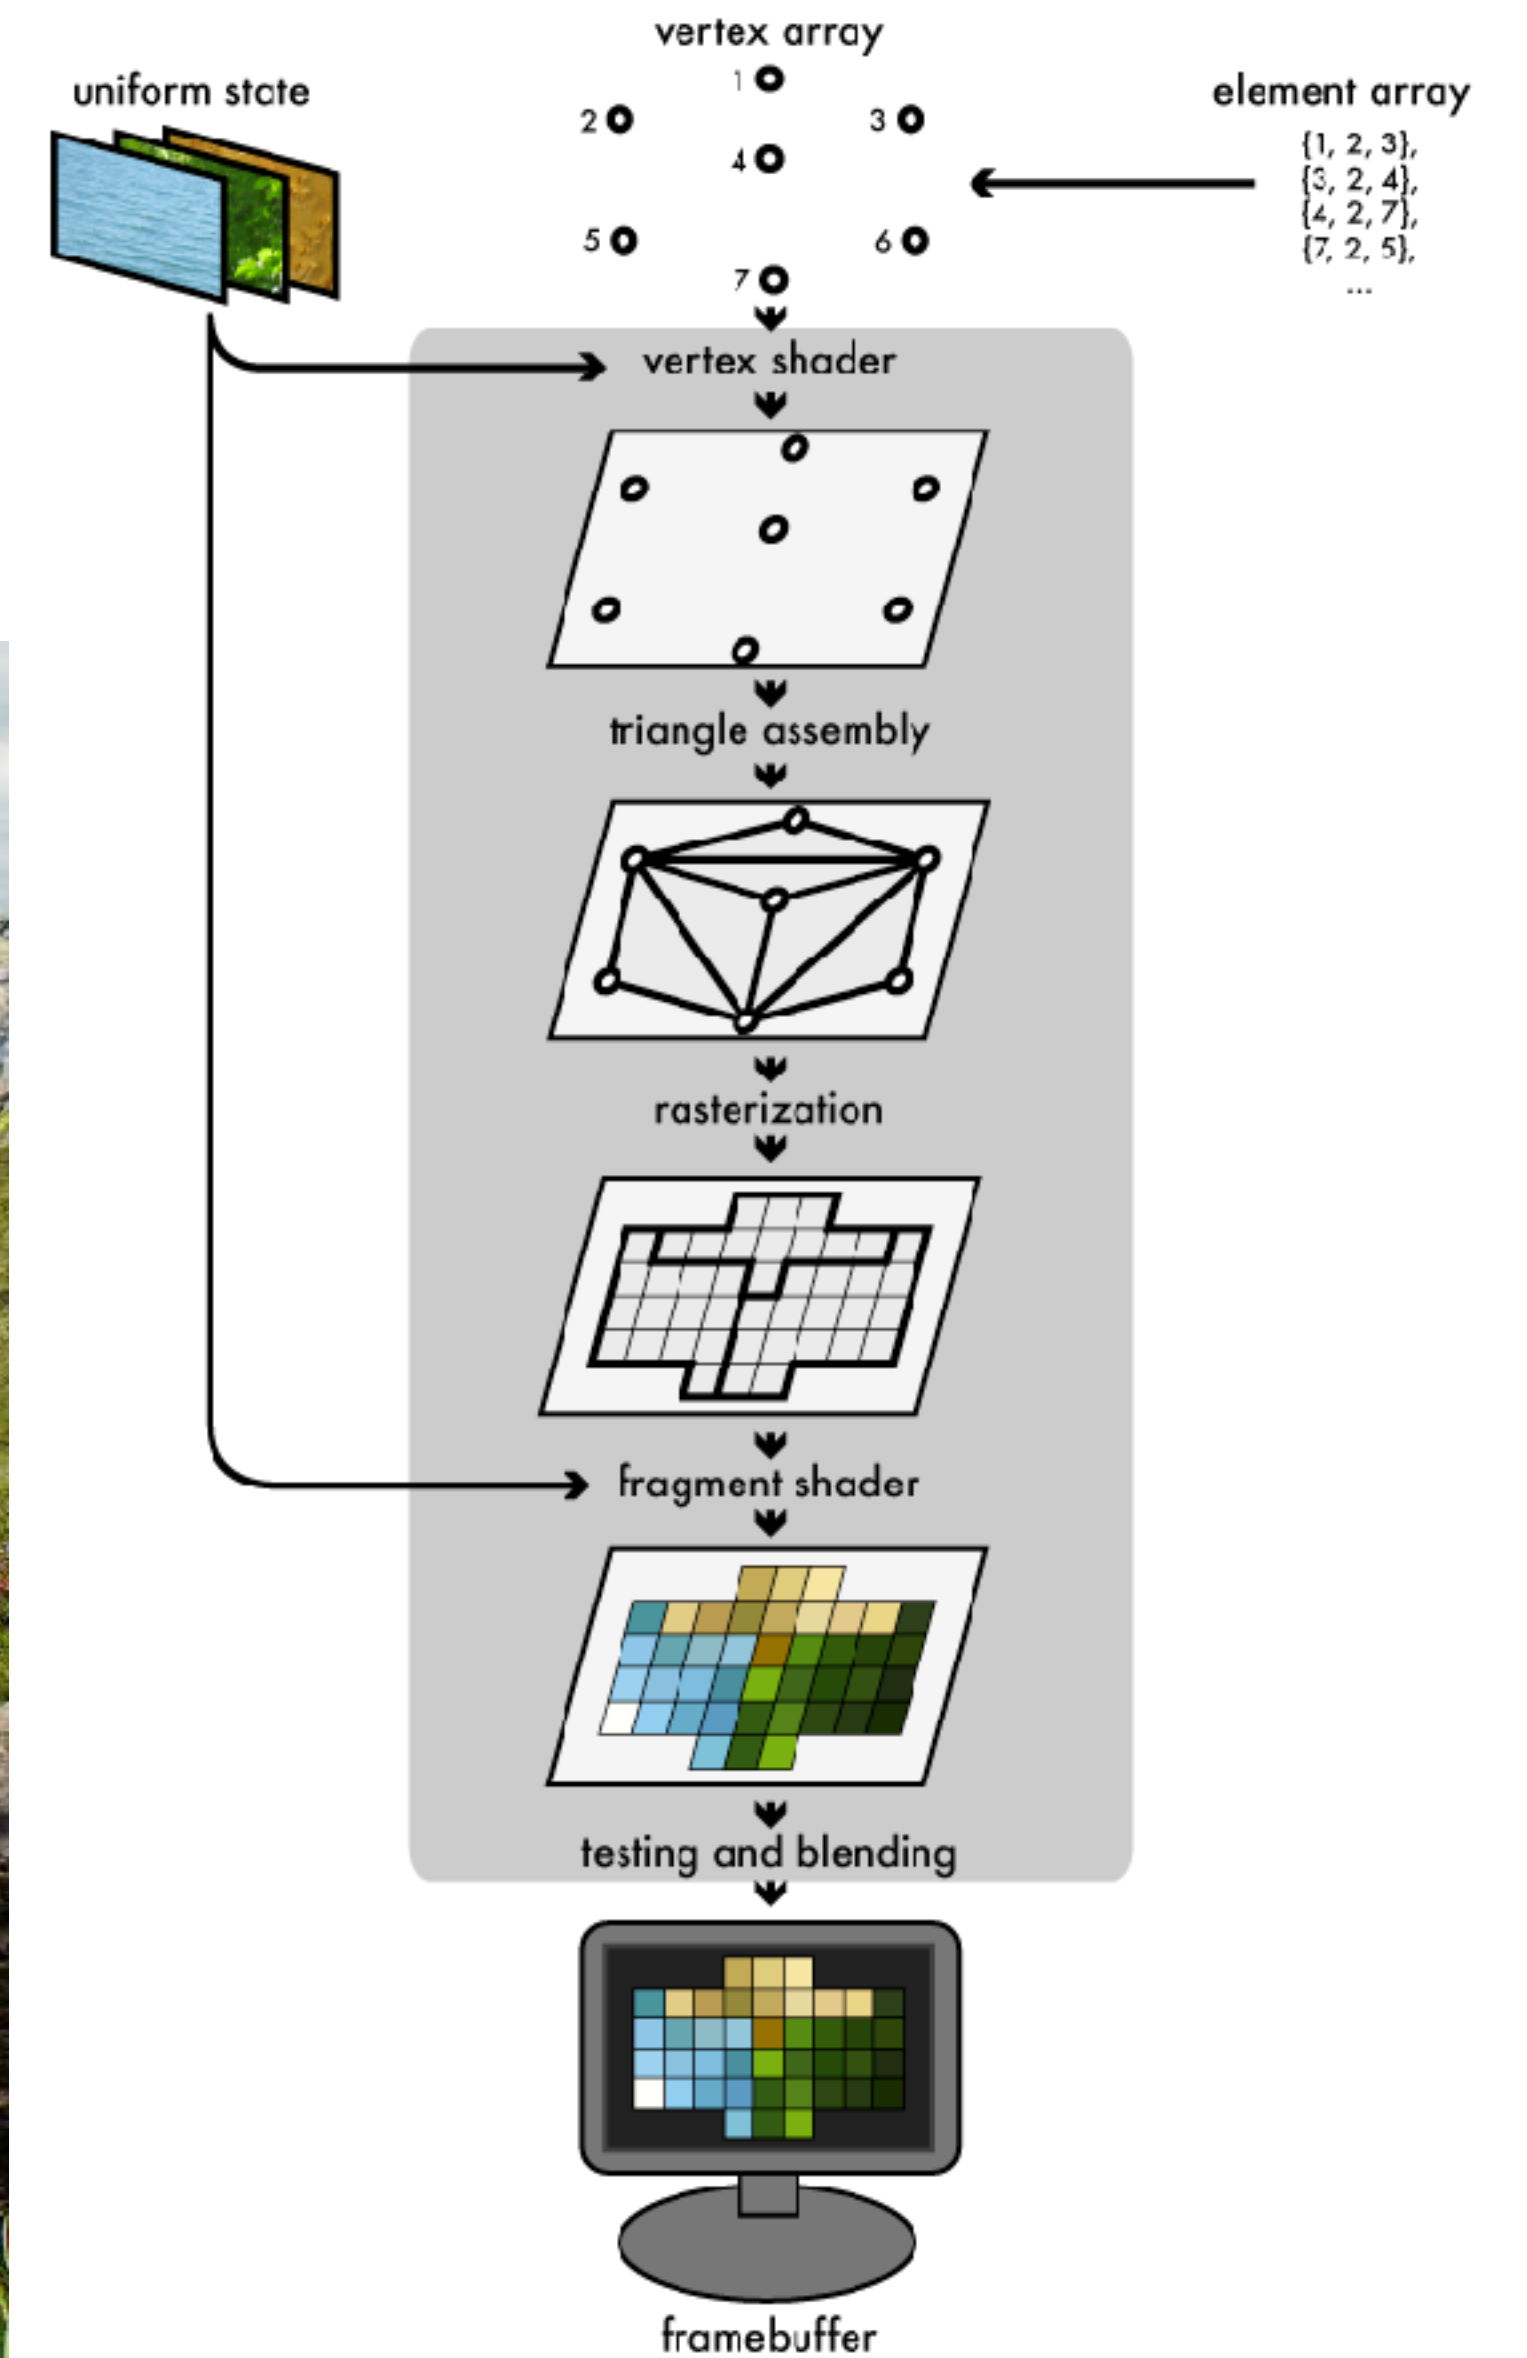 vertex array
uniform state
element array
1
2
3
4
5
6
7
{1, 2, 3},
{3, 2, 4},
{4, 2, 7},
{7, 2, 5},
...
vertex shader
triangle assembly
rasterization
fragment shader
testing and blending
framebuffer